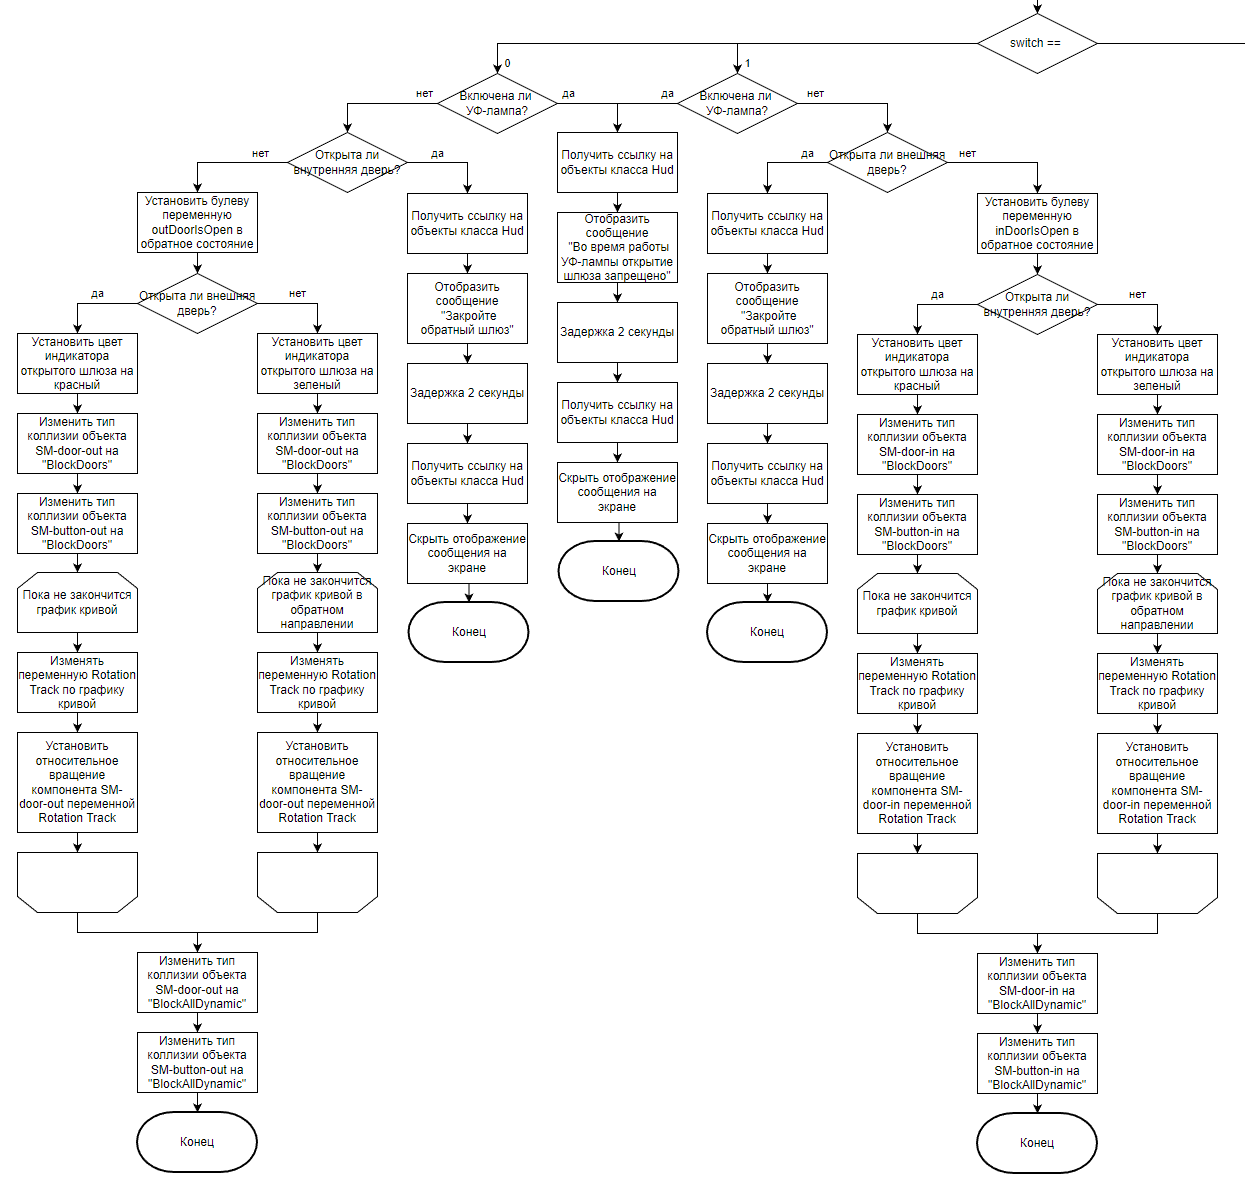 switch ==
0
1
Включена ли
УФ-лампа?
нет
да
Включена ли
УФ-лампа?
да
нет
Открыта ли
внутренняя дверь?
нет
да
Получить ссылку на
объекты класса Hud
Открыта ли внешняя
дверь?
да
нет
Установить булеву
переменную
outDoorIsOpen в
обратное состояние
Получить ссылку на
объекты класса Hud
Отобразить
сообщение
"Во время работы
УФ-лампы открытие
шлюза запрещено"
Получить ссылку на
объекты класса Hud
Установить булеву
переменную
inDoorIsOpen в
обратное состояние
Открыта ли внешняя
дверь?
да
нет
Отобразить
сообщение
"Закройте
обратный шлюз"
Задержка 2 секунды
Отобразить
сообщение
"Закройте
обратный шлюз"
Открыта ли
внутренняя дверь?
да
нет
Установить цвет
индикатора
открытого шлюза на
красный
Установить цвет
индикатора
открытого шлюза на
зеленый
Задержка 2 секунды
Получить ссылку на
объекты класса Hud
Задержка 2 секунды
Установить цвет
индикатора
открытого шлюза на
красный
Установить цвет
индикатора
открытого шлюза на
зеленый
Изменить тип
коллизии объекта
SM-door-out на
"BlockDoors"
Изменить тип
коллизии объекта
SM-door-out на
"BlockDoors"
Получить ссылку на
объекты класса Hud
Скрыть отображение
сообщения на
экране
Получить ссылку на
объекты класса Hud
Изменить тип
коллизии объекта
SM-door-in на
"BlockDoors"
Изменить тип
коллизии объекта
SM-door-in на
"BlockDoors"
Изменить тип
коллизии объекта
SM-button-out на
"BlockDoors"
Изменить тип
коллизии объекта
SM-button-out на
"BlockDoors"
Скрыть отображение
сообщения на
экране
Конец
Скрыть отображение
сообщения на
экране
Изменить тип
коллизии объекта
SM-button-in на
"BlockDoors"
Изменить тип
коллизии объекта
SM-button-in на
"BlockDoors"
Пока не закончится
график кривой
Пока не закончится
график кривой в
обратном
направлении
Конец
Конец
Пока не закончится
график кривой
Пока не закончится
график кривой в
обратном
направлении
Изменять
переменную Rotation
Track по графику
кривой
Изменять
переменную Rotation
Track по графику
кривой
Изменять
переменную Rotation
Track по графику
кривой
Изменять
переменную Rotation
Track по графику
кривой
Установить
относительное
вращение
компонента SM-
door-out переменной
Rotation Track
Установить
относительное
вращение
компонента SM-
door-out переменной
Rotation Track
Установить
относительное
вращение
компонента SM-
door-in переменной
Rotation Track
Установить
относительное
вращение
компонента SM-
door-in переменной
Rotation Track
Изменить тип
коллизии объекта
SM-door-out на
"BlockAllDynamic"
Изменить тип
коллизии объекта
SM-door-in на
"BlockAllDynamic"
Изменить тип
коллизии объекта
SM-button-out на
"BlockAllDynamic"
Изменить тип
коллизии объекта
SM-button-in на
"BlockAllDynamic"
Конец
Конец